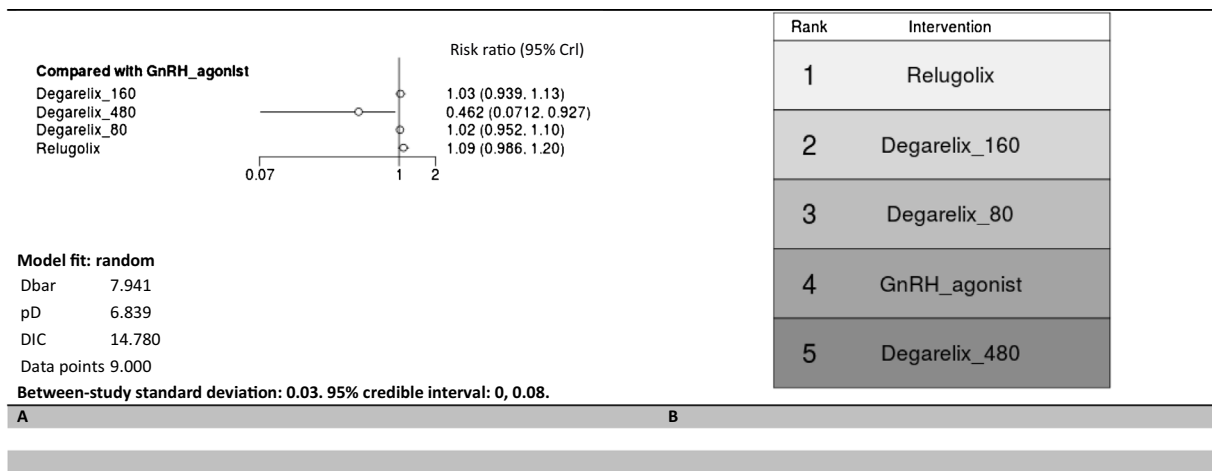 Risk ratio (95% Crl)
Compared with GnRH_agonist
Degarelix_160 1.03 (0.939, 1.13)
Degarelix_480 0.462 (0.0712, 0.927)
Degarelix_80 1.02 (0.952, 1.10)
Relugolix 1.09 (0.986, 1.20)
0.07 1 2
Model fit: random
Dbar 7.941
pD 6.839
DIC 14.780
Data points 9.000
Between-study standard deviation: 0.03. 95% credible interval: 0, 0.08.
A
Rank Intervention
1 Relugolix
2 Degarelix_160
3 Degarelix_80
4 GnRH_agonist
5 Degarelix_480
B